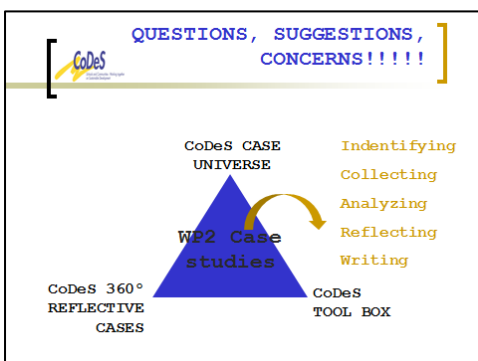 QUESTIONS, SUGGESTIONS,
CONCERNS!!!!!
CoDeS
CoDeS CASE
UNIVERSE
Indentifying
Collecting
Analyzing
Reflecting
Writing
WP2 Case
studies
CoDeS 360°
REFLECTIVE
CASES
CoDeS
TOOL BOX